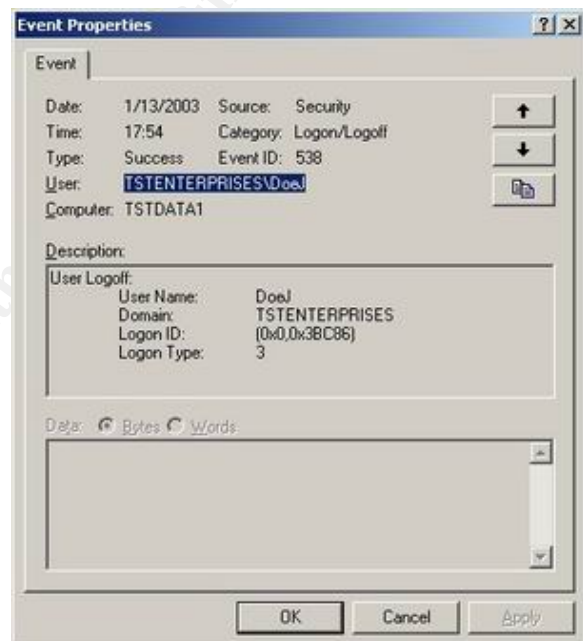 Event Properties
Event
Date: 1/13/2003 Source: Security
Time: 17:54 Category: Logon/Logoff
Type: Success Event ID: 538
User: TSTENTERPRISES\DoeJ
Computer: TSTDATA1
Description:
User Logoff:
User Name: DoeJ
Domain: TSTENTERPRISES
Logon ID: (0x0,0x3BC86)
Logon Type: 3
Data: Bytes Words
OK Cancel Apply